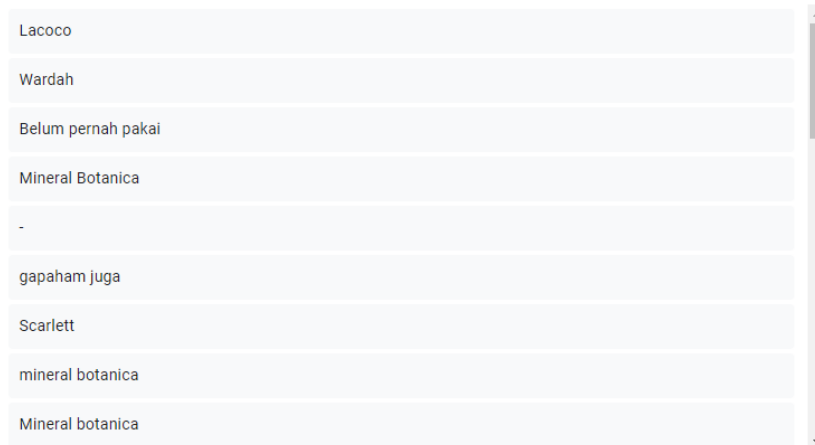 Lacoco
Wardah
Belum pernah pakai
Mineral Botanica
-
gapaham juga
Scarlett
mineral botanica
Mineral botanica